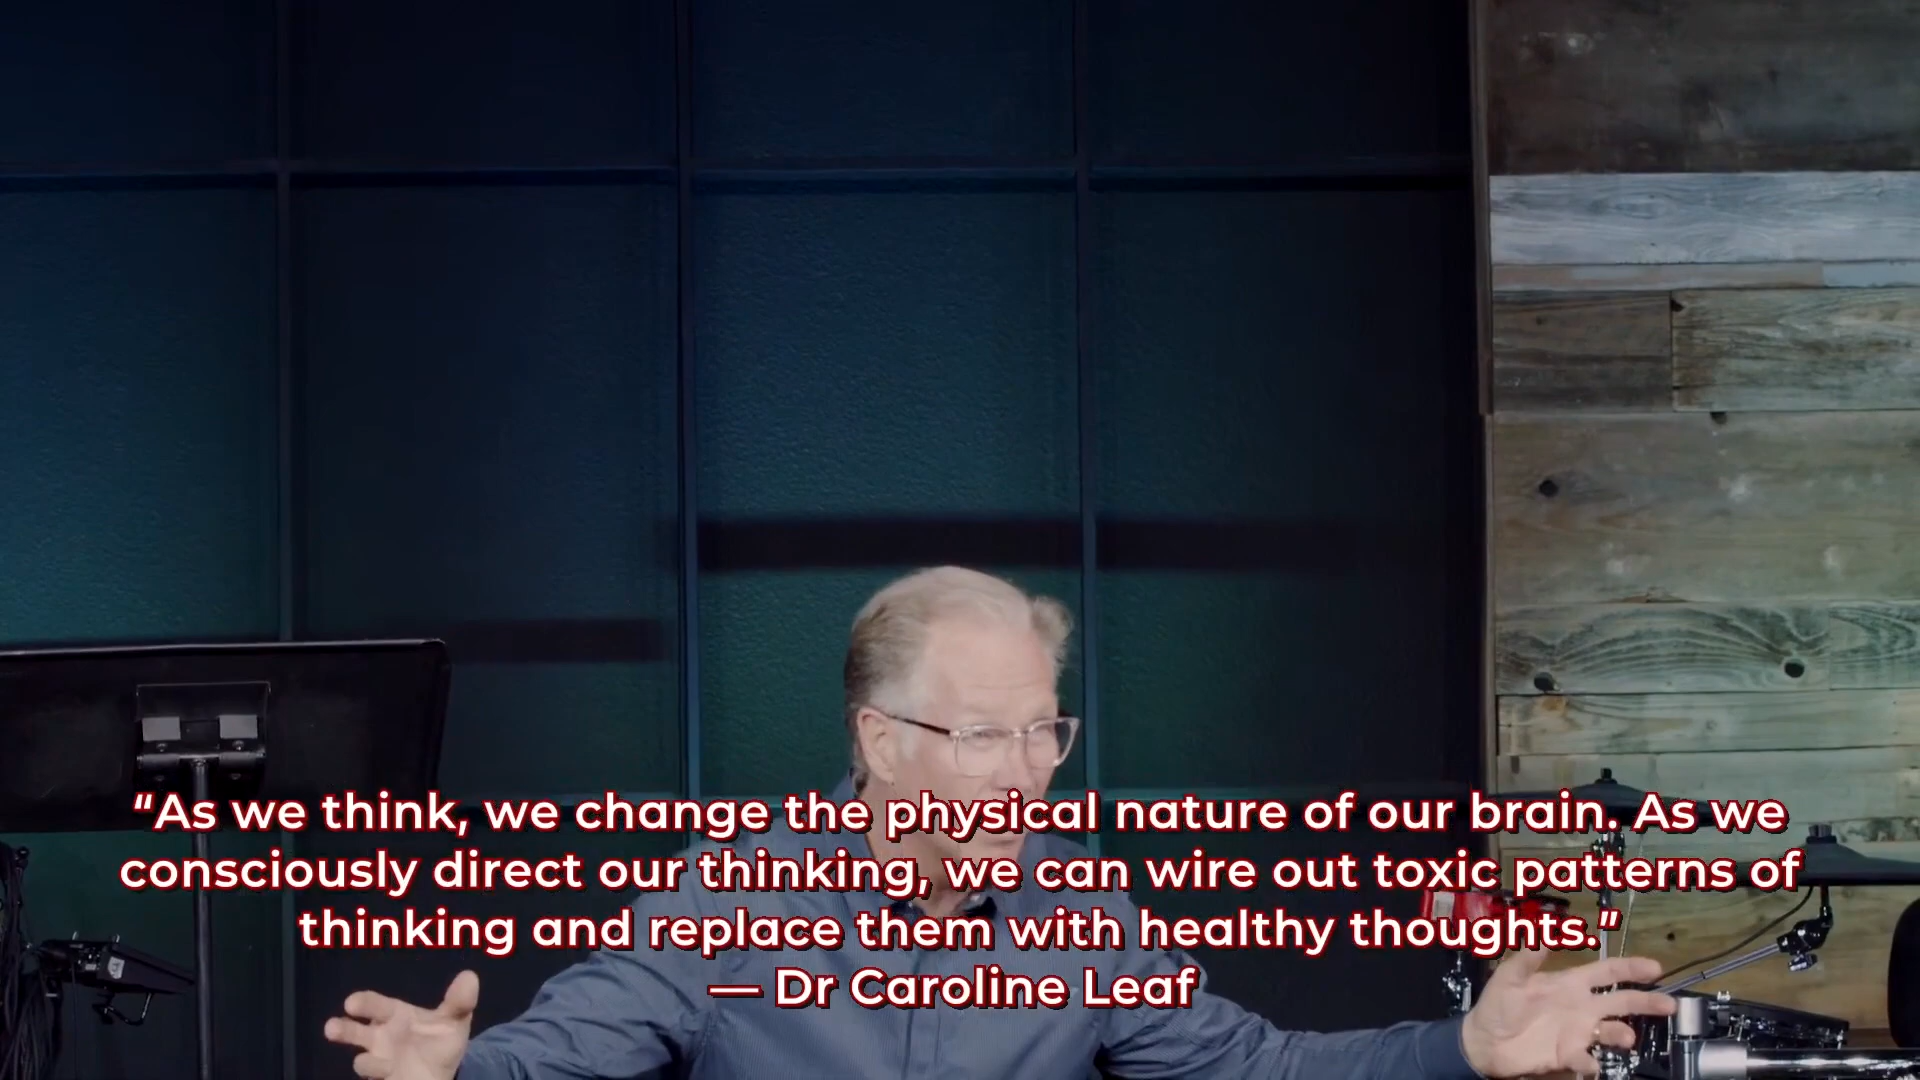 “As we think, we change the physical nature of our brain. As we
consciously direct our thinking, we can wire out toxic patterns of
thinking and replace them with healthy thoughts.”
— Dr Caroline Leaf